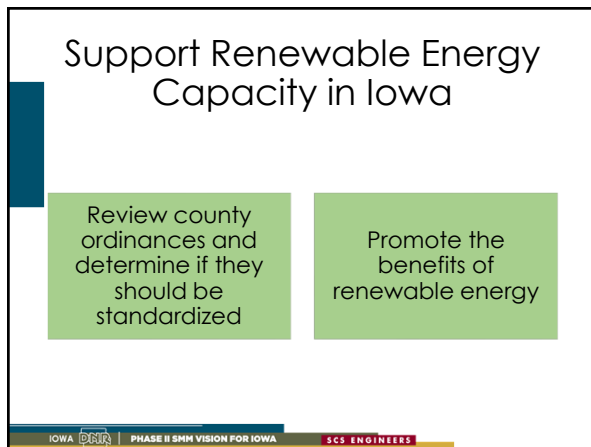 Support Renewable Energy
Capacity in Iowa
Review county
ordinances and
determine if they
should be
standardized
Promote the
benefits of
renewable energy
IOWA DNR PHASE II SMM VISION FOR IOWA SCS ENGINEERS